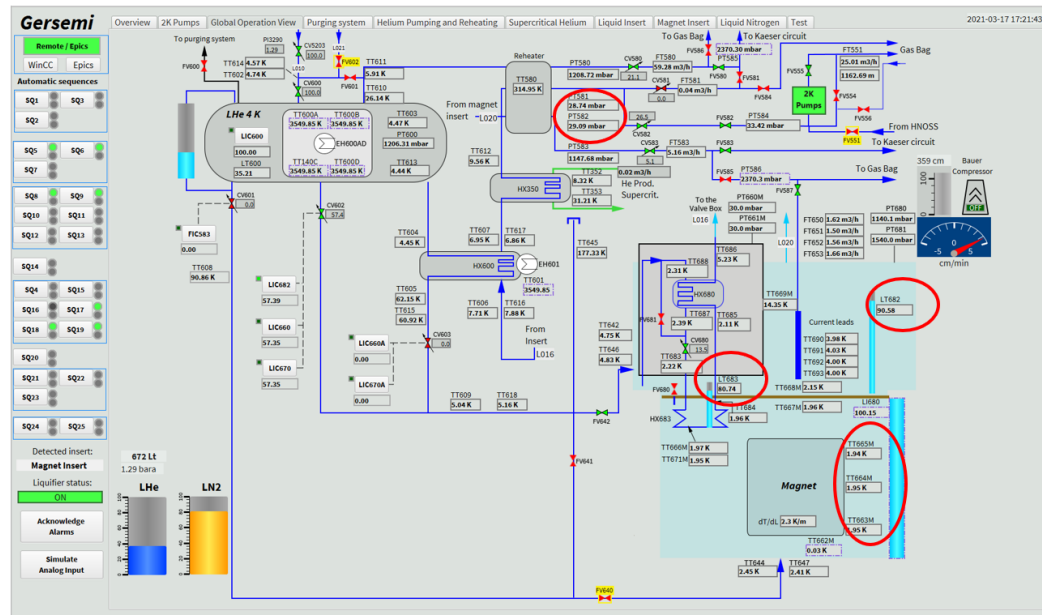 Gersemi
Overview 2K Pumps Global Operation View Purging system Helium Pumping and Reheating Supercritical Helium Liquid Insert Magnet Insert Liquid Nitrogen Test
2021-03-17 17:21:43
Remote / Epics
WinCC Epics
Automatic sequences
SQ1 SQ3
SQ2
SQ5 SQ6
SQ7
SQ8 SQ9
SQ10 SQ11
SQ12 SQ13
SQ14
SQ4 SQ15
SQ16 SQ17
SQ18 SQ19
SQ20
SQ21 SQ22
SQ23
SQ24 SQ25
Detected insert:
Magnet Insert
Liquifier status:
ON
Acknowledge
Alarms
Simulate
Analog Input
To purging system
PI3290
1.29
CV5203
100.0
L021
FV602
FV600
TT614 4.57 K
TT602 4.74 K
L010
CV600
100.0
TT611
5.91 K
FV601
TT610
26.14 K
LHe 4 K
TT600A TT600B
3549.85 K 3549.85 K
EH600AD
TT140C TT600D
3549.85 K 3549.85 K
TT603
4.47 K
PT600
1206.31 mbar
TT613
4.44 K
LIC600
100.00
LT600
35.21
CV601
0.0
FIC583
0.00
CV602
57.4
TT608
90.86 K
LIC682
57.39
LIC660
57.35
LIC670
57.35
LIC660A
0.00
LIC670A
0.00
CV603
0.0
TT604
4.45 K
TT607 TT617
6.95 K 6.86 K
HX600
EH601
TT601
3549.85
TT605
62.15 K
TT615
60.92 K
TT606 TT616
7.71 K 7.88 K
From
Insert
L016
TT609 TT618
5.04 K 5.16 K
Reheater
TT580
314.95 K
From magnet
insert
L020
TT612
9.56 K
HX350
TT352
8.32 K
TT353
31.21 K
0.02 m3/h
He Prod.
Supercrit.
TT645
177.33 K
TT642
4.75 K
TT646
4.83 K
FV642
FV641
FV640
PT580
1208.72 mbar
CV580
21.1
FT580
59.28 m3/h
T581
28.74 mbar
PT582
29.09 mbar
CV581
0.0
FT581
0.04 m3/h
26.5
CV582
PT583
1147.68 mbar
CV583
5.1
FT583
5.16 m3/h
FV582
FV583
PT584
33.42 mbar
To Gas Bag
To Kaeser circuit
FV586
2370.30 mbar
PT585
FV580
FV581
FV584
FT551
25.01 m3/h
1162.69 m
Gas Bag
FV555
2K
Pumps
FV554
FV556
From HNOSS
FV551
To Kaeser circuit
FV585
PT586
2370.3 mbar
FV587
To Gas Bag
359 cm
100
0
Bauer
Compressor
OFF
To the
Valve Box
L016
PT660M
30.0 mbar
PT661M
30.0 mbar
L020
FT650 1.62 m3/h
FT651 1.50 m3/h
FT652 1.56 m3/h
FT653 1.66 m3/h
PT680
1140.1 mbar
PT681
1540.0 mbar
-5 0 5
cm/min
TT686
5.23 K
TT688
2.31 K
HX680
TT687
2.39 K
TT685
2.11 K
FV681
CV680
13.5
TT683
2.22 K
LT683
80.74
FV680
HX683
TT684
1.96 K
TT666M 1.97 K
TT671M 1.95 K
TT669M
14.35 K
Current leads
TT690 3.98 K
TT691 4.03 K
TT692 4.00 K
TT693 4.00 K
TT668M 2.15 K
TT667M 1.96 K
LT682
90.58
LI680
100.15
Magnet
dT/dL 2.3 K/m
TT665M
1.94 K
TT664M
1.95 K
TT663M
1.95 K
TT662M
0.03 K
TT644 TT647
2.45 K 2.41 K
672 Lt
1.29 bara
LHe LN2